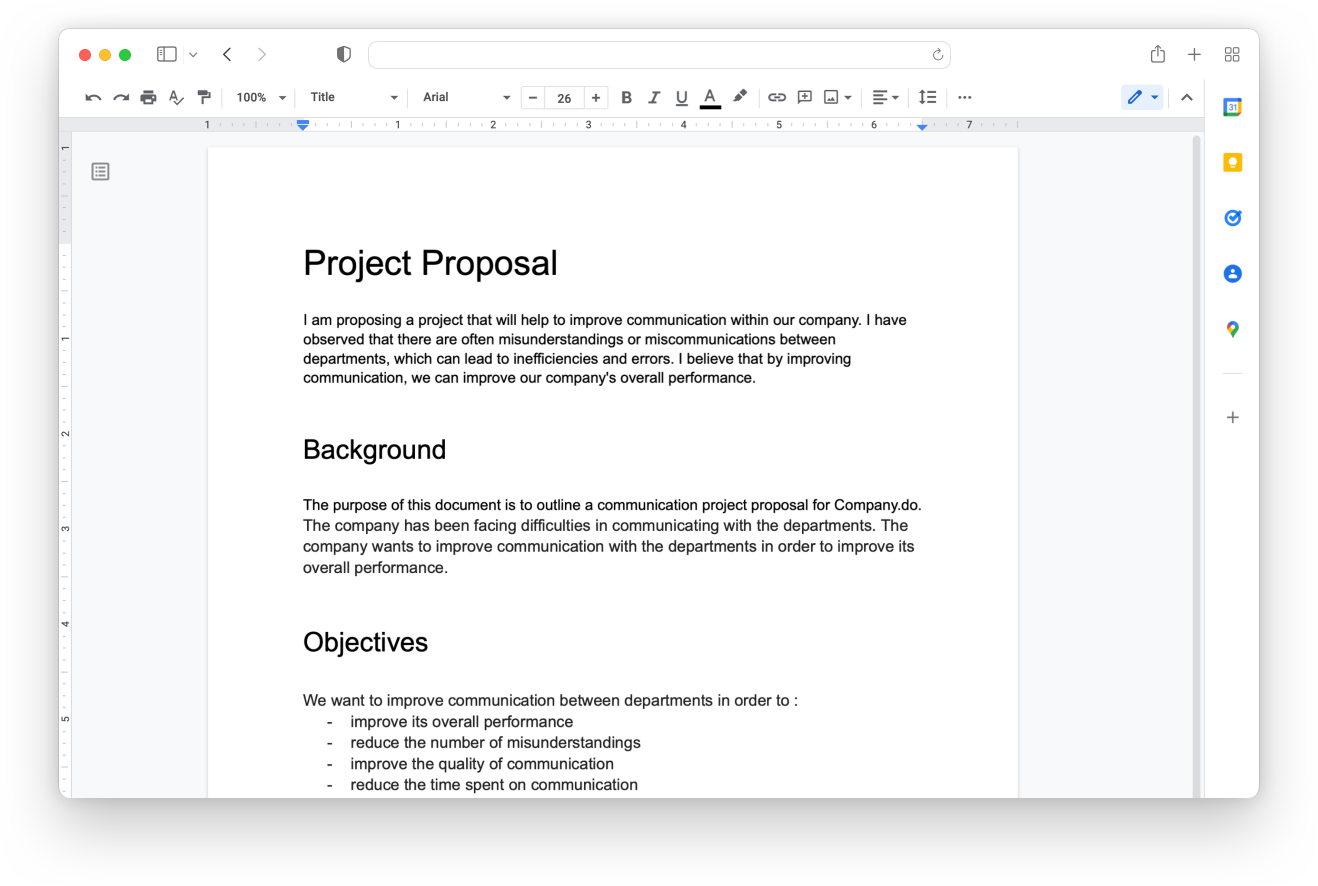 100% Title Arial − 26 + B I U A
1 1 2 3 4 5 6 7
31
1
1
2
3
4
5
Project Proposal
I am proposing a project that will help to improve communication within our company. I have
observed that there are often misunderstandings or miscommunications between
departments, which can lead to inefficiencies and errors. I believe that by improving
communication, we can improve our company's overall performance.
Background
The purpose of this document is to outline a communication project proposal for Company.do.
The company has been facing difficulties in communicating with the departments. The
company wants to improve communication with the departments in order to improve its
overall performance.
Objectives
We want to improve communication between departments in order to :
- improve its overall performance
- reduce the number of misunderstandings
- improve the quality of communication
- reduce the time spent on communication